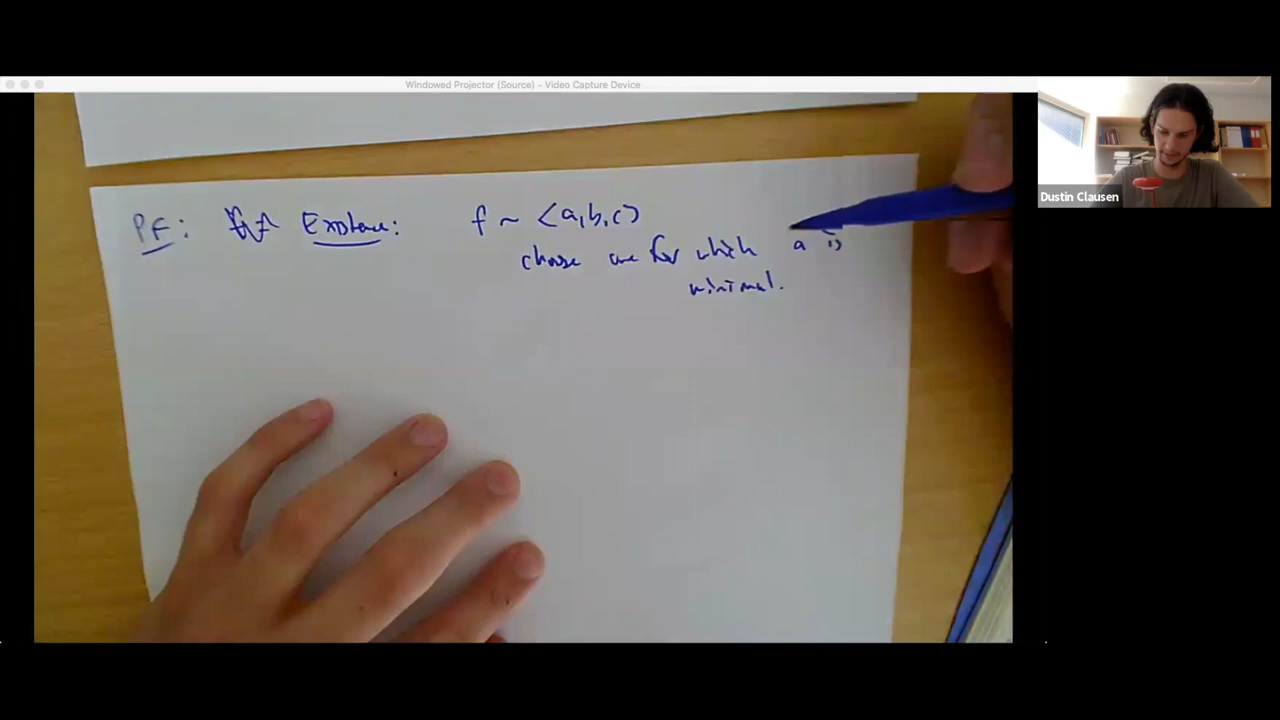 Windowed Projector (Source) - Video Capture Device
Dustin Clausen
Pf: Existence: f ~ <a,b,c>
choose one for which a is
minimal.